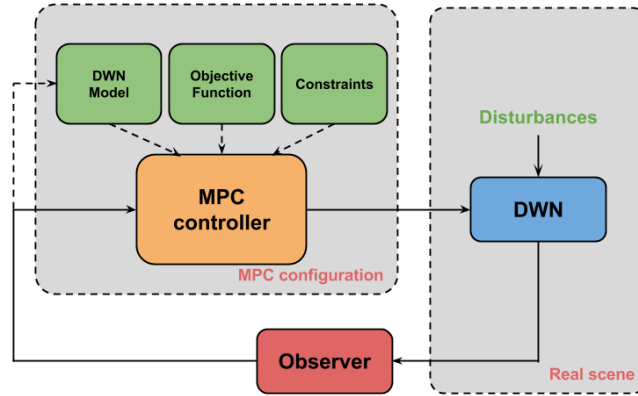 DWN
Model
Objective
Function
Constraints
Disturbances
MPC
controller
DWN
MPC configuration
Observer
Real scene